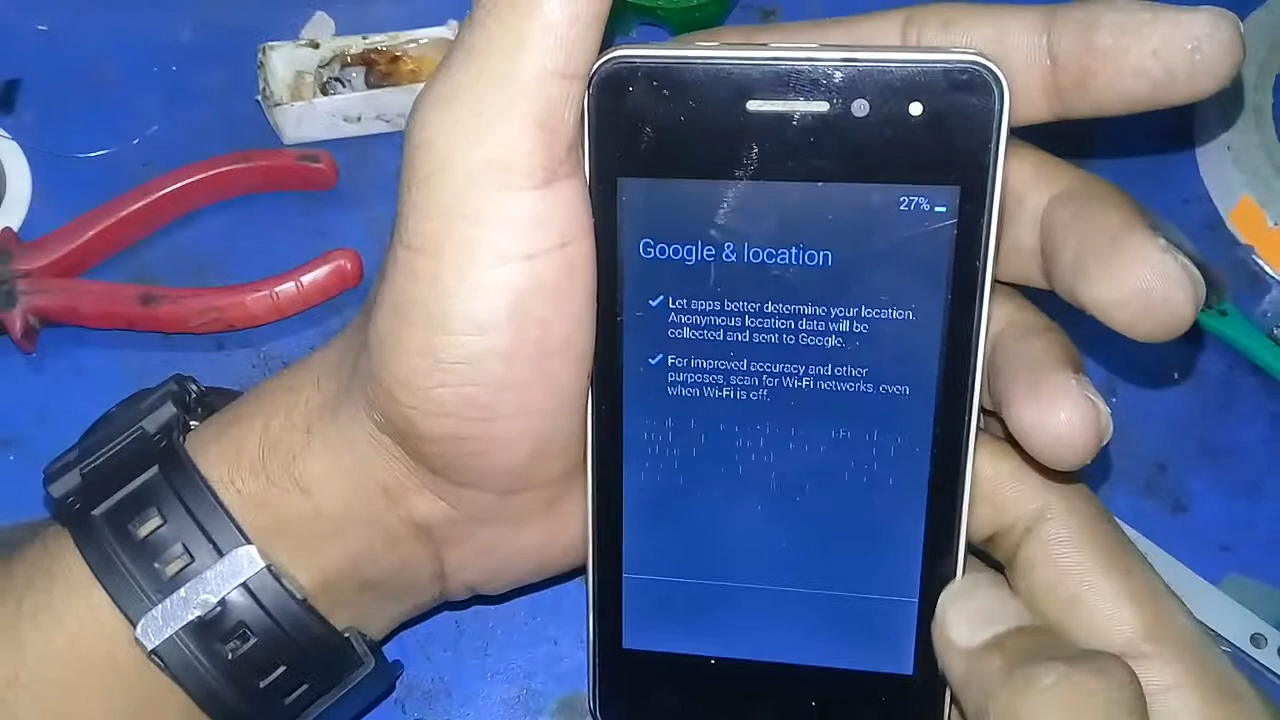 27%
Google & location
Let apps better determine your location.
Anonymous location data will be
collected and sent to Google.
For improved accuracy and other
purposes, scan for Wi-Fi networks, even
when Wi-Fi is off.